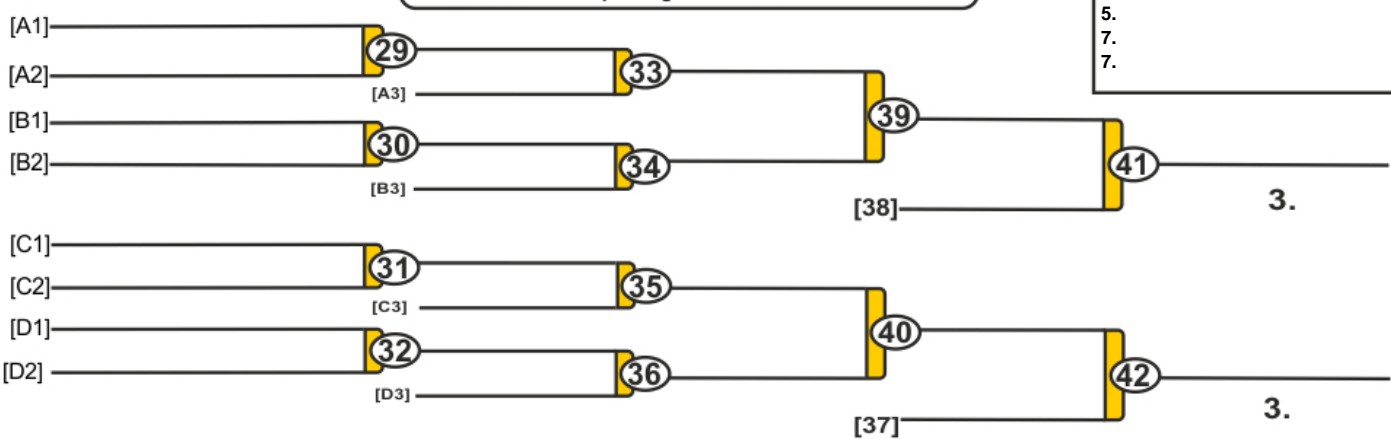 5.
7.
7.
[A1]
29
[A2]
33
[A3]
[B1]
39
30
[B2]
34
41
[B3]
[38]
3.
[C1]
31
[C2]
35
[C3]
[D1]
40
32
[D2]
36
42
[D3]
3.
[37]